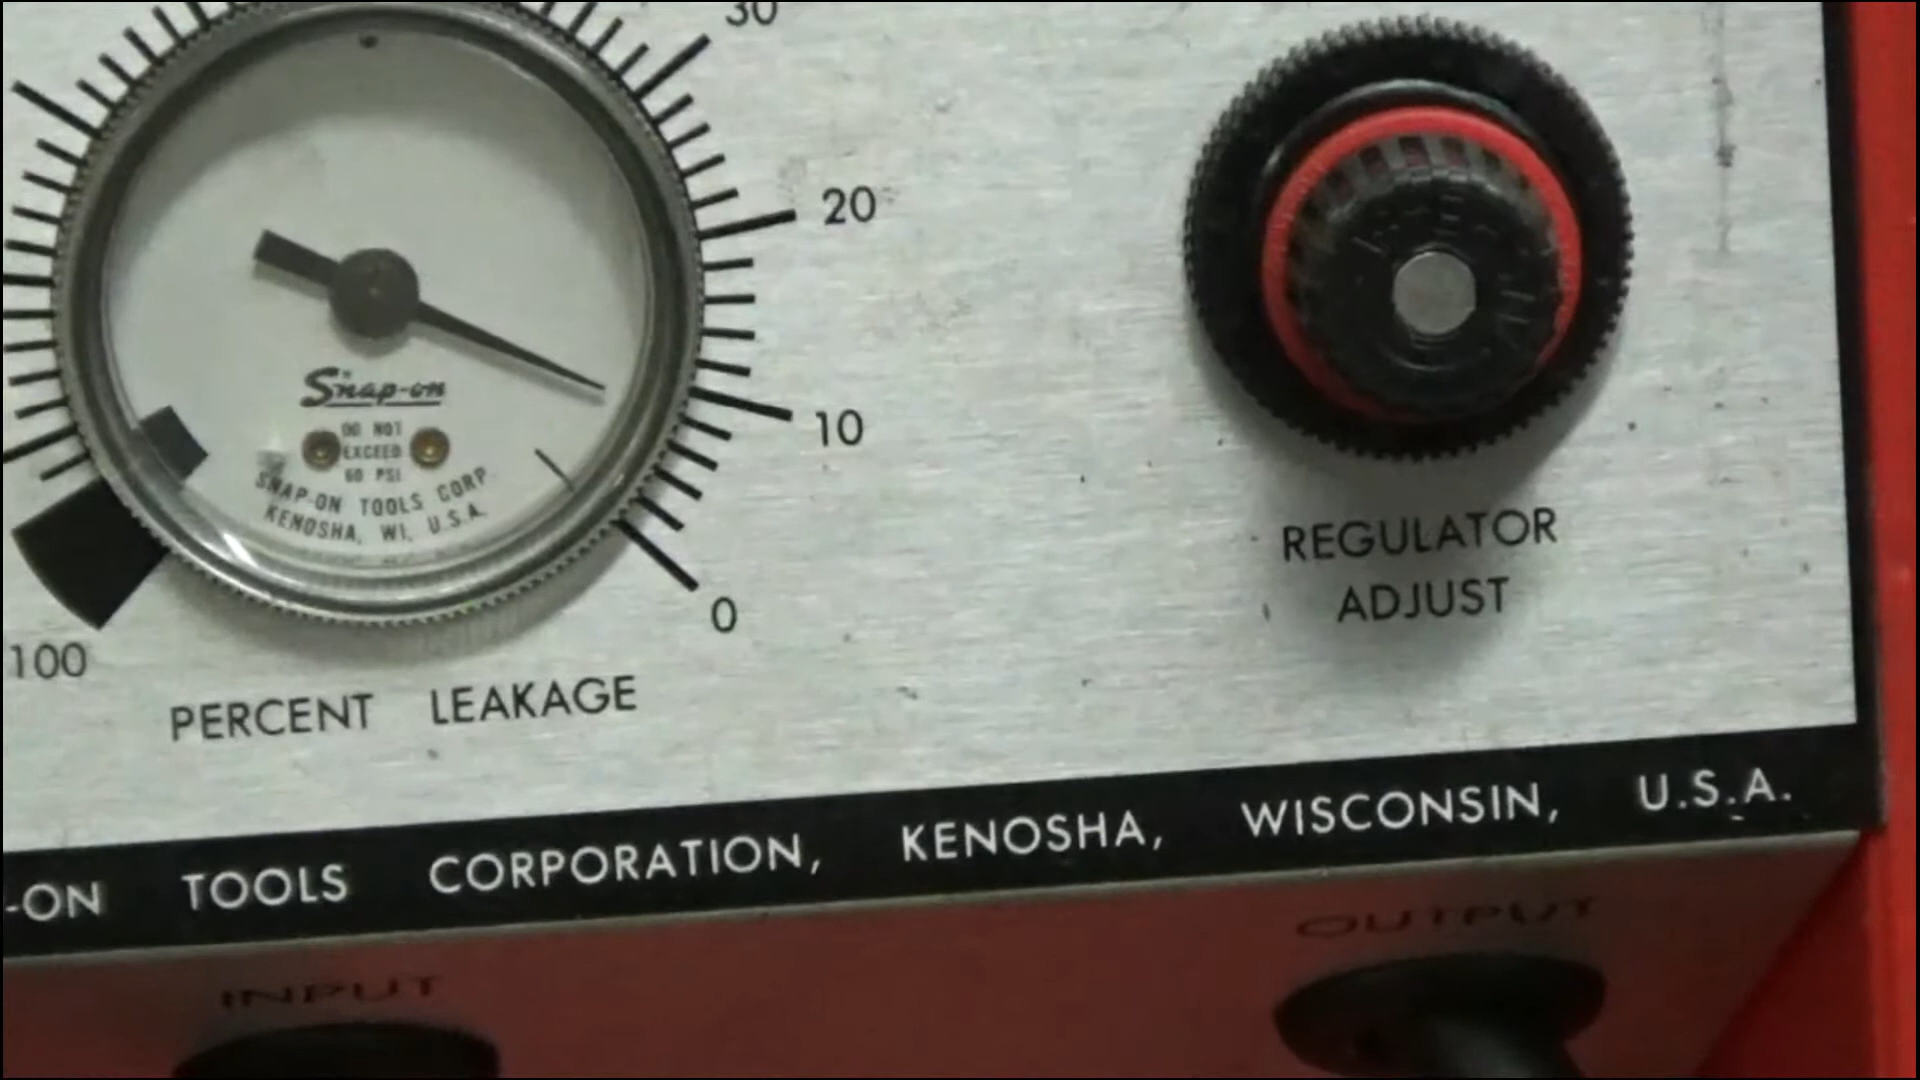 30
20
10
0
100
Snap-on
DO NOT
EXCEED
60 PSI
SNAP-ON TOOLS CORP.
KENOSHA, WI. U.S.A.
PERCENT LEAKAGE
REGULATOR
ADJUST
-ON TOOLS CORPORATION, KENOSHA, WISCONSIN, U.S.A.
INPUT
OUTPUT